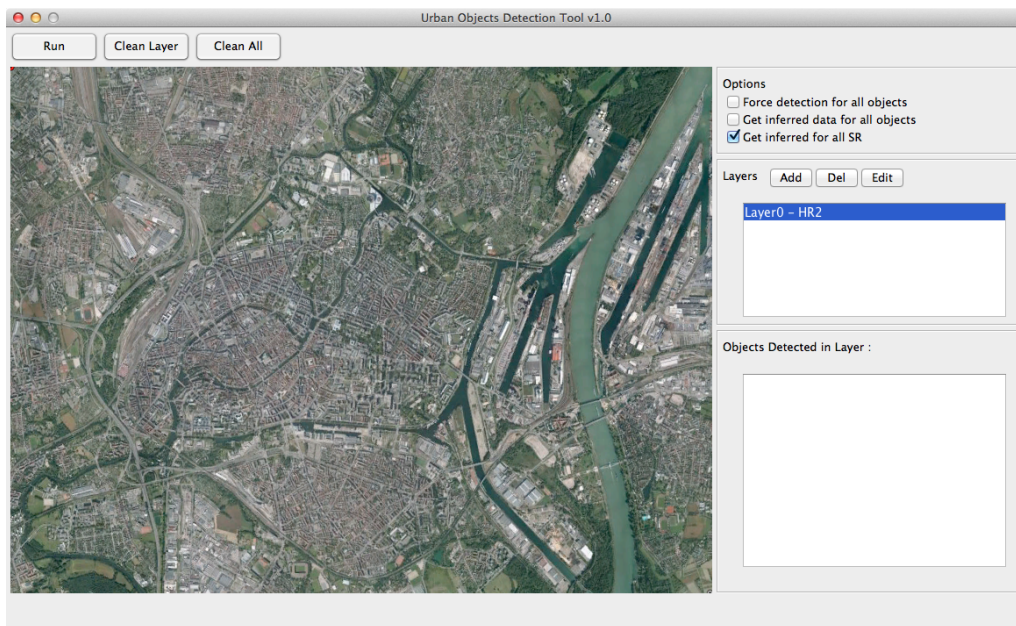 Urban Objects Detection Tool v1.0
Run Clean Layer Clean All
Options
Force detection for all objects
Get inferred data for all objects
Get inferred for all SR
Layers Add Del Edit
Layer0 – HR2
Objects Detected in Layer :